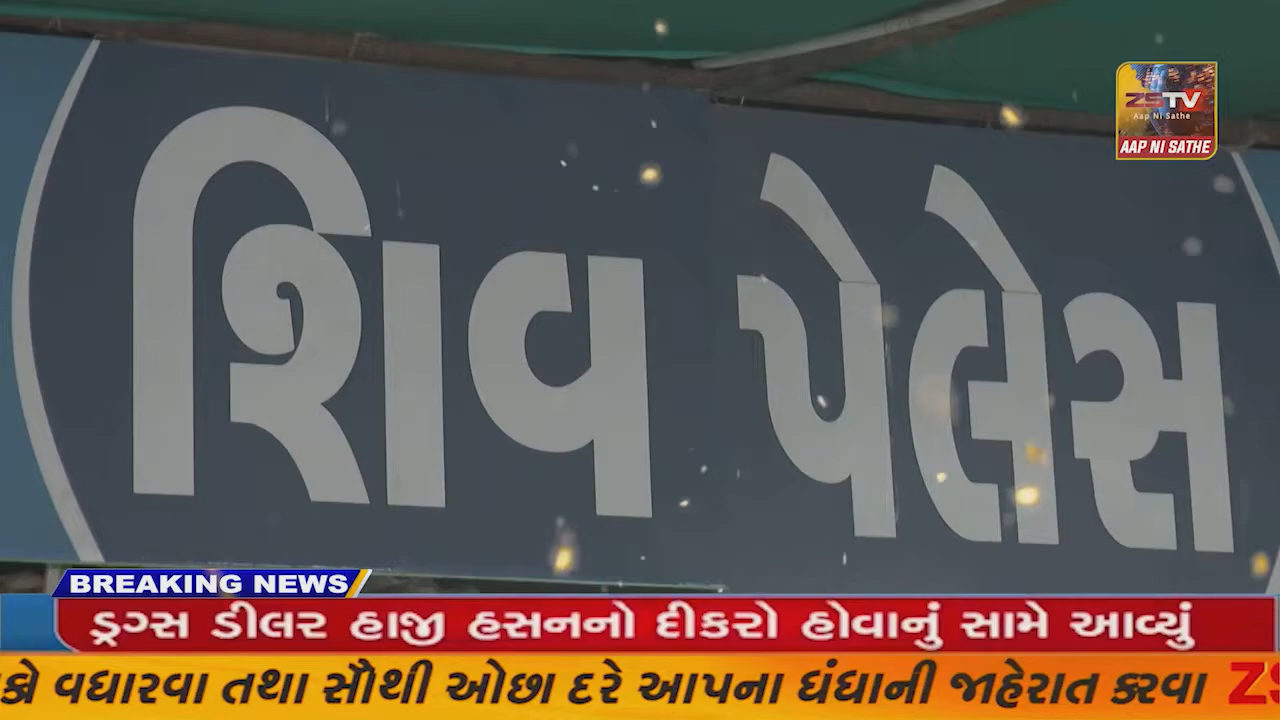 શિવ પેલેસ
ZSTV
Aap Ni Sathe
AAP NI SATHE
BREAKING NEWS
ડ્રગ્સ ડીલર હાજી હસનનો દીકરો હોવાનું સામે આવ્યું
વધારવા તથા સૌથી ઓછા દરે આપના ધંધાની જાહેરાત કરવા